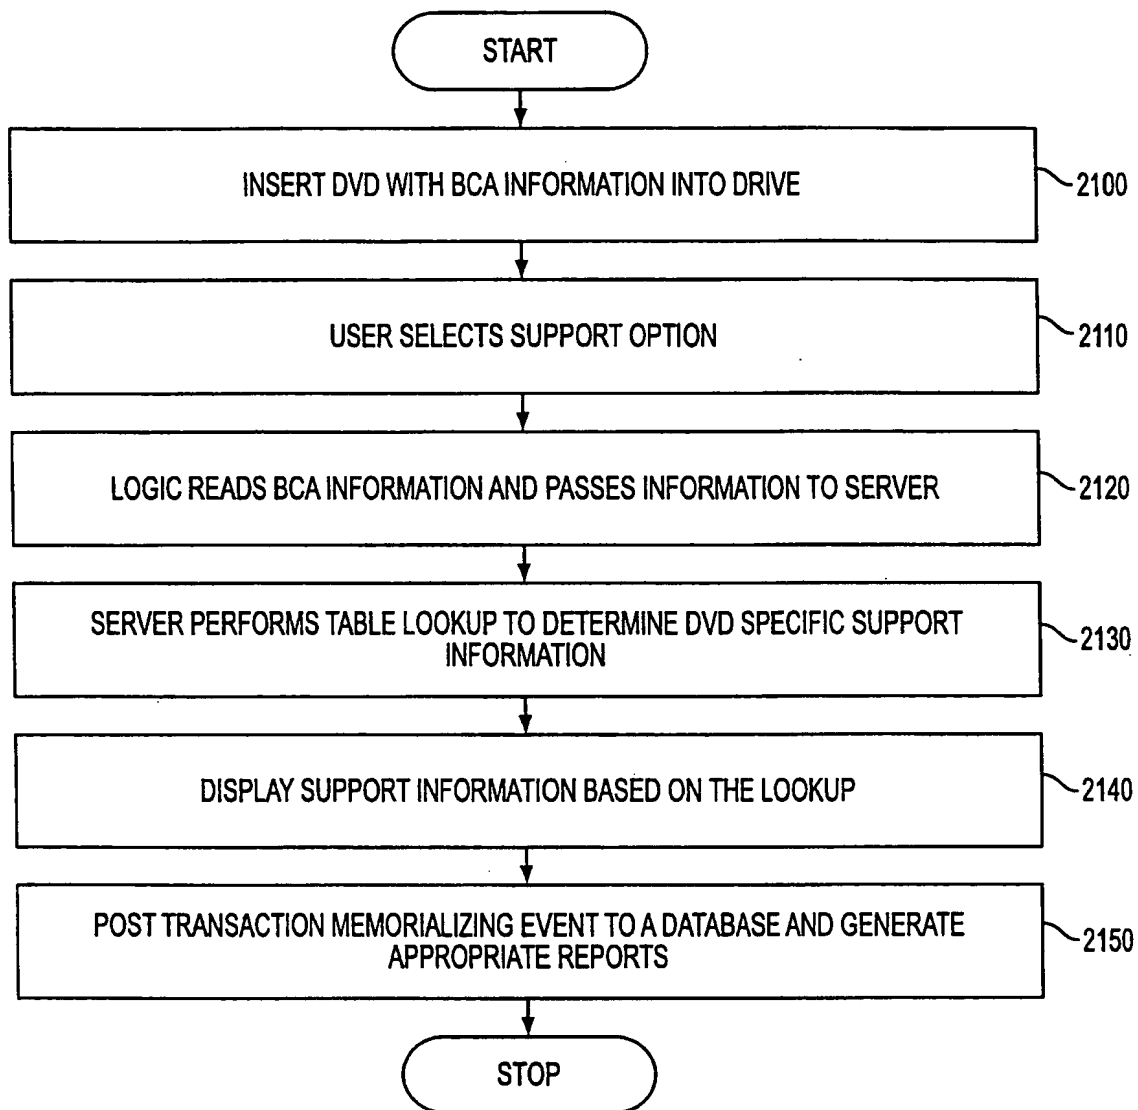 START
INSERT DVD WITH BCA INFORMATION INTO DRIVE
2100
USER SELECTS SUPPORT OPTION
2110
LOGIC READS BCA INFORMATION AND PASSES INFORMATION TO SERVER
2120
SERVER PERFORMS TABLE LOOKUP TO DETERMINE DVD SPECIFIC SUPPORT
INFORMATION
2130
DISPLAY SUPPORT INFORMATION BASED ON THE LOOKUP
2140
POST TRANSACTION MEMORIALIZING EVENT TO A DATABASE AND GENERATE
APPROPRIATE REPORTS
2150
STOP